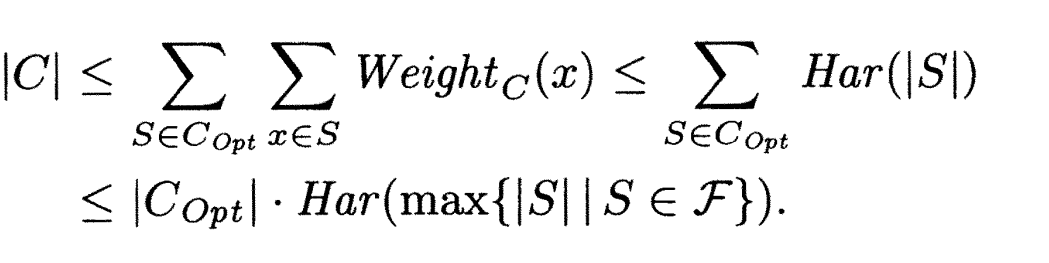 |C| ≤ ∑_{S∈C_{Opt}} ∑_{x∈S} Weight_C(x) ≤ ∑_{S∈C_{Opt}} Har(|S|)
≤ |C_{Opt}| · Har(max{|S| | S ∈ ℱ}).